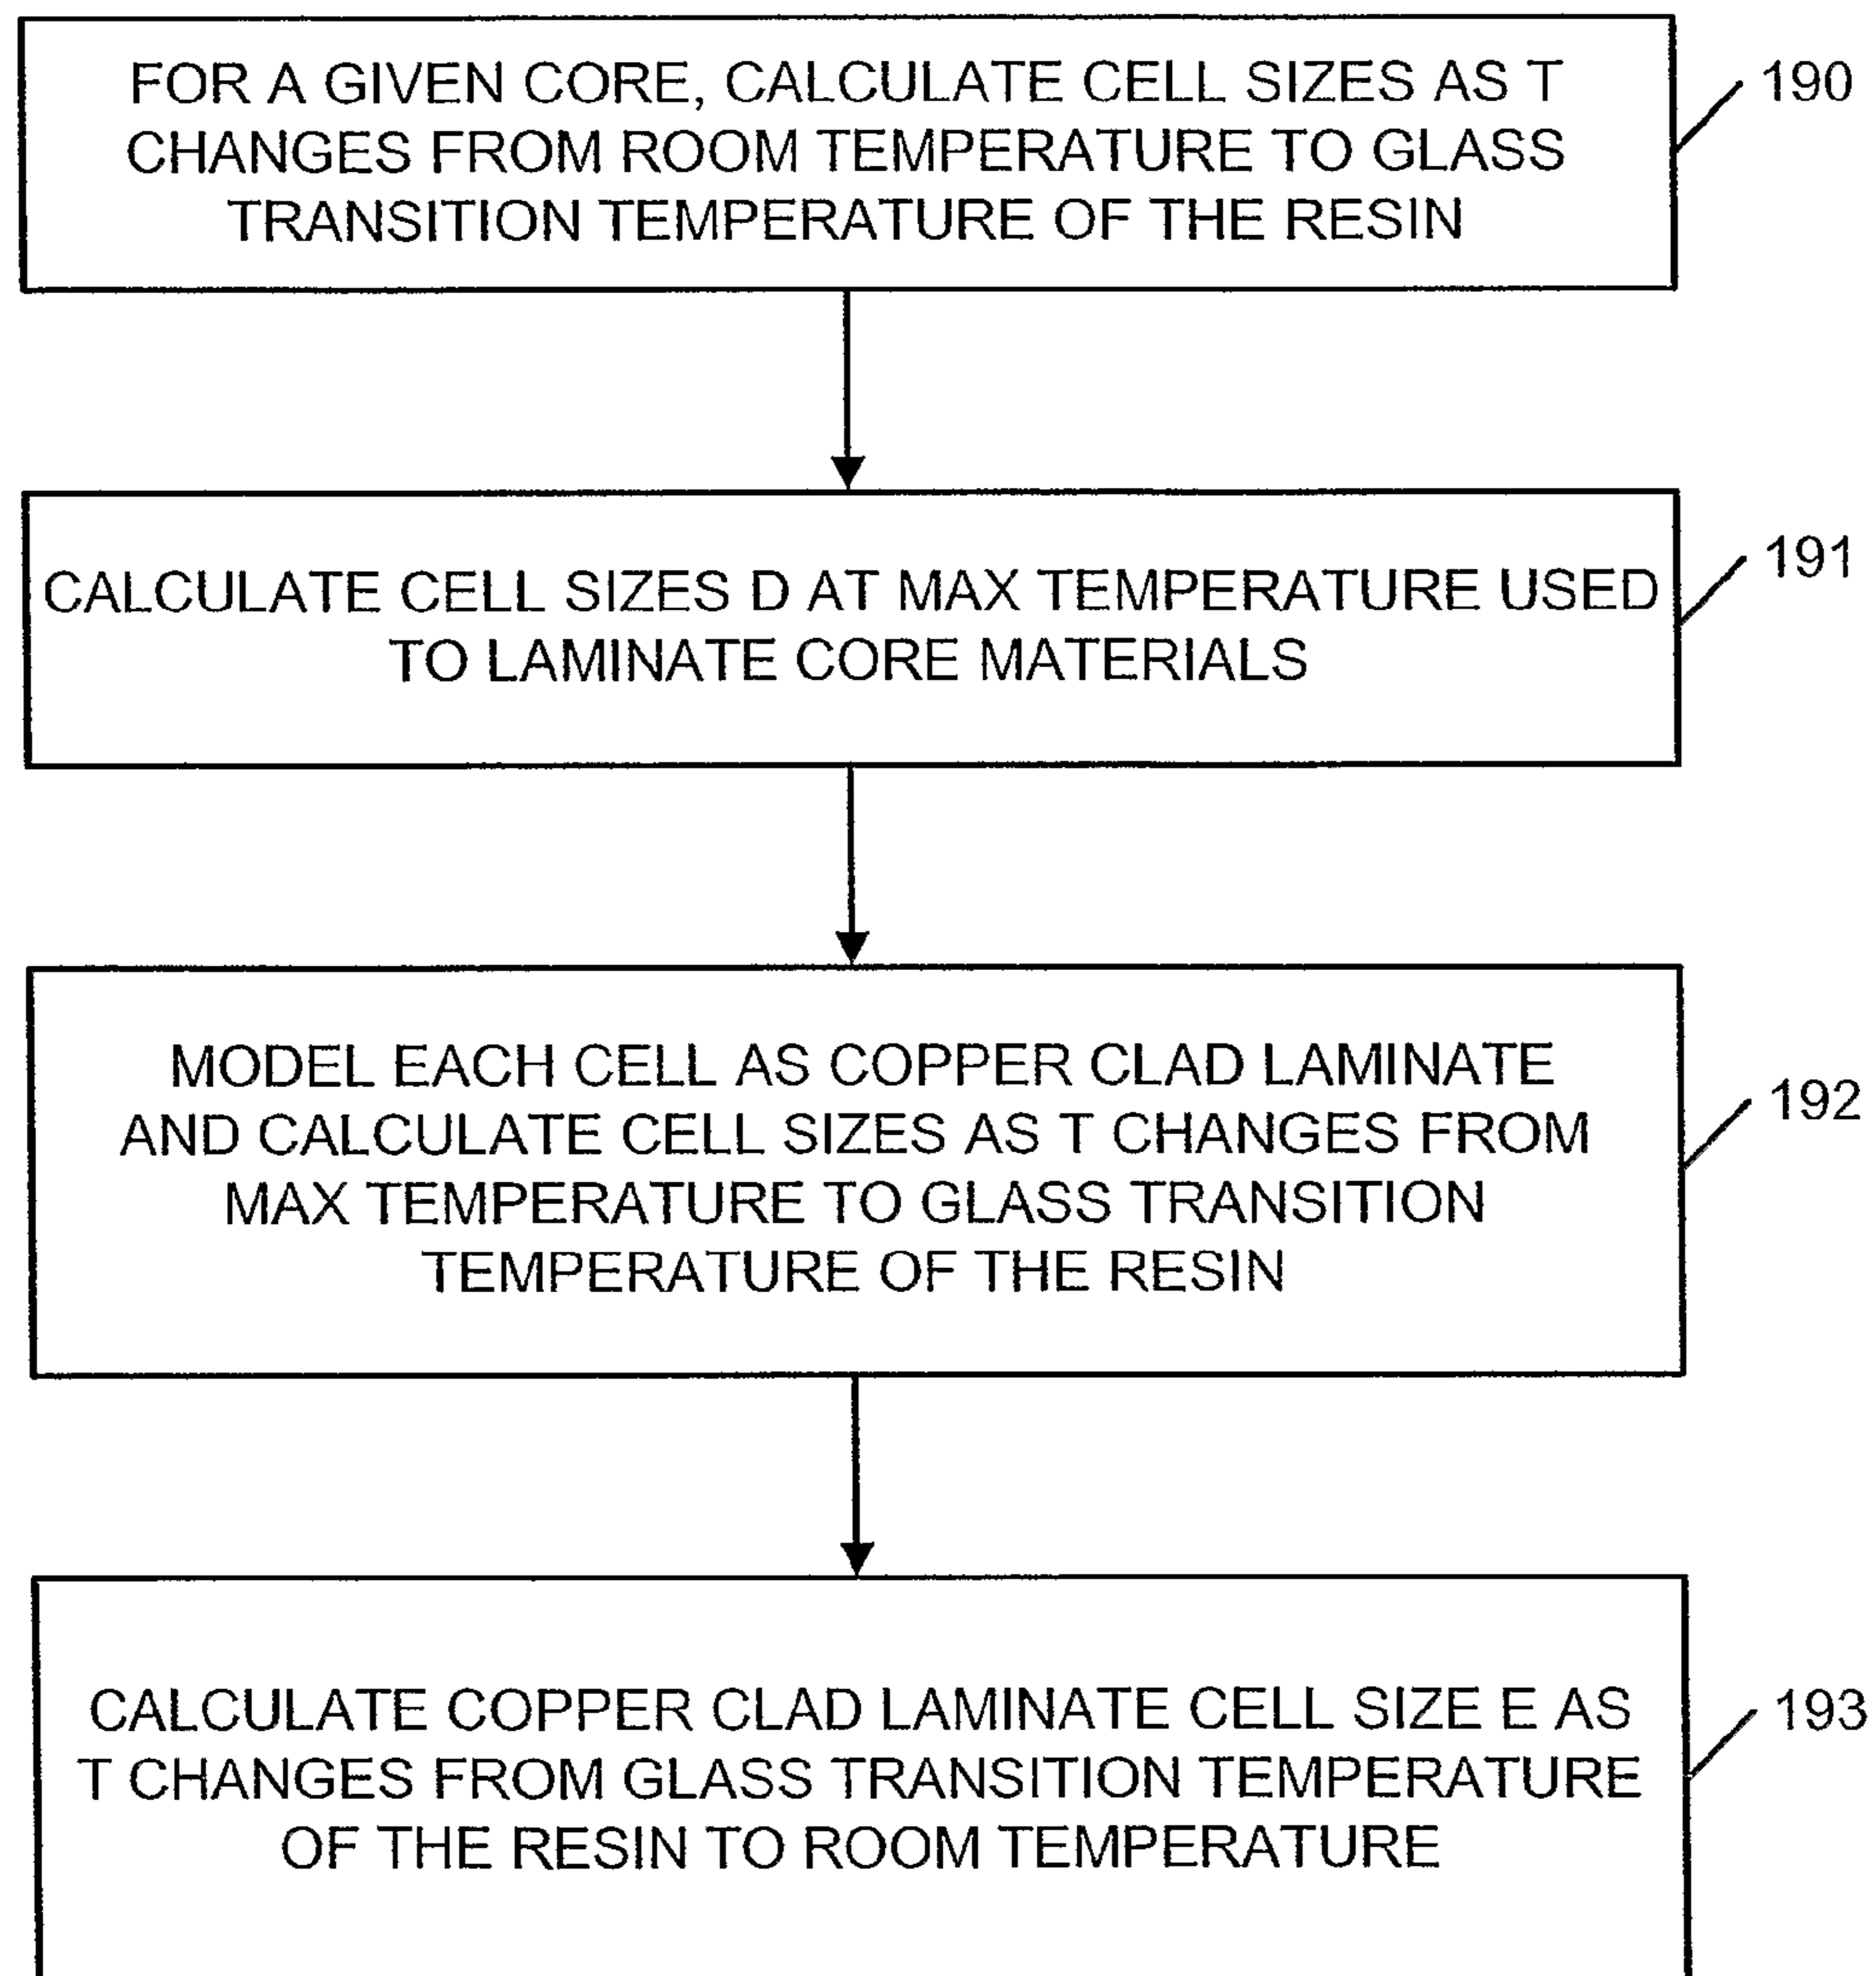 FOR A GIVEN CORE, CALCULATE CELL SIZES AS T
CHANGES FROM ROOM TEMPERATURE TO GLASS
TRANSITION TEMPERATURE OF THE RESIN
190
CALCULATE CELL SIZES D AT MAX TEMPERATURE USED
TO LAMINATE CORE MATERIALS
191
MODEL EACH CELL AS COPPER CLAD LAMINATE
AND CALCULATE CELL SIZES AS T CHANGES FROM
MAX TEMPERATURE TO GLASS TRANSITION
TEMPERATURE OF THE RESIN
192
CALCULATE COPPER CLAD LAMINATE CELL SIZE E AS
T CHANGES FROM GLASS TRANSITION TEMPERATURE
OF THE RESIN TO ROOM TEMPERATURE
193